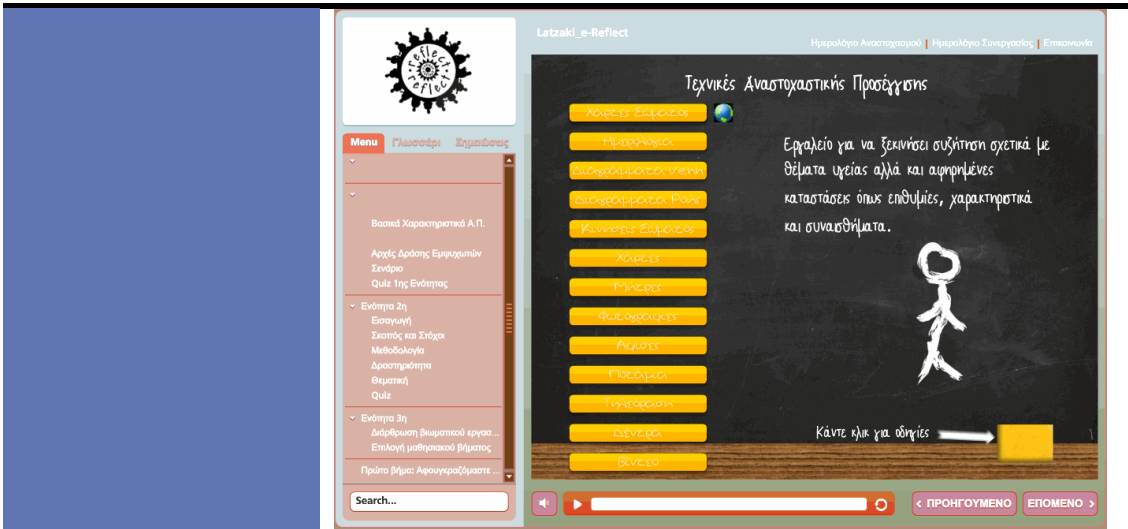 reflect
reflect
Latzaki_e-Reflect
Ημερολόγιο Αναστοχασμού | Ημερολόγιο Συνεργασίας | Επικοινωνία
Menu Γλωσσάρι Σημειώσεις
Βασικά Χαρακτηριστικά Α.Π.
Αρχές Δράσης Εμψυχωτών
Σενάριο
Quiz 1ης Ενότητας
Ενότητα 2η
Εισαγωγή
Σκοπός και Στόχοι
Μεθοδολογία
Δραστηριότητα
Θεματική
Quiz
Ενότητα 3η
Διάρθρωση βιωματικού εργασ...
Επιλογή μαθησιακού βήματος
Πρώτο βήμα: Αφουγκραζόμαστε ...
Search...
Τεχνικές Αναστοχαστικής Προσέγγισης
Χάρτες Σώματος
Ημερολόγια
Διαγράμματα Venn
Διαγράμματα Ροής
Κινήσεις Σώματος
Χάρτες
Μήτρες
Φωτογραφίες
Αφίσες
Ποτάμια
Τηλεόραση
Δέντρα
Βίντεο
Εργαλείο για να ξεκινήσει συζήτηση σχετικά με
θέματα υγείας αλλά και αφηρημένες
καταστάσεις όπως επιθυμίες, χαρακτηριστικά
και συναισθήματα.
Κάντε κλικ για οδηγίες
< ΠΡΟΗΓΟΥΜΕΝΟ
ΕΠΟΜΕΝΟ >